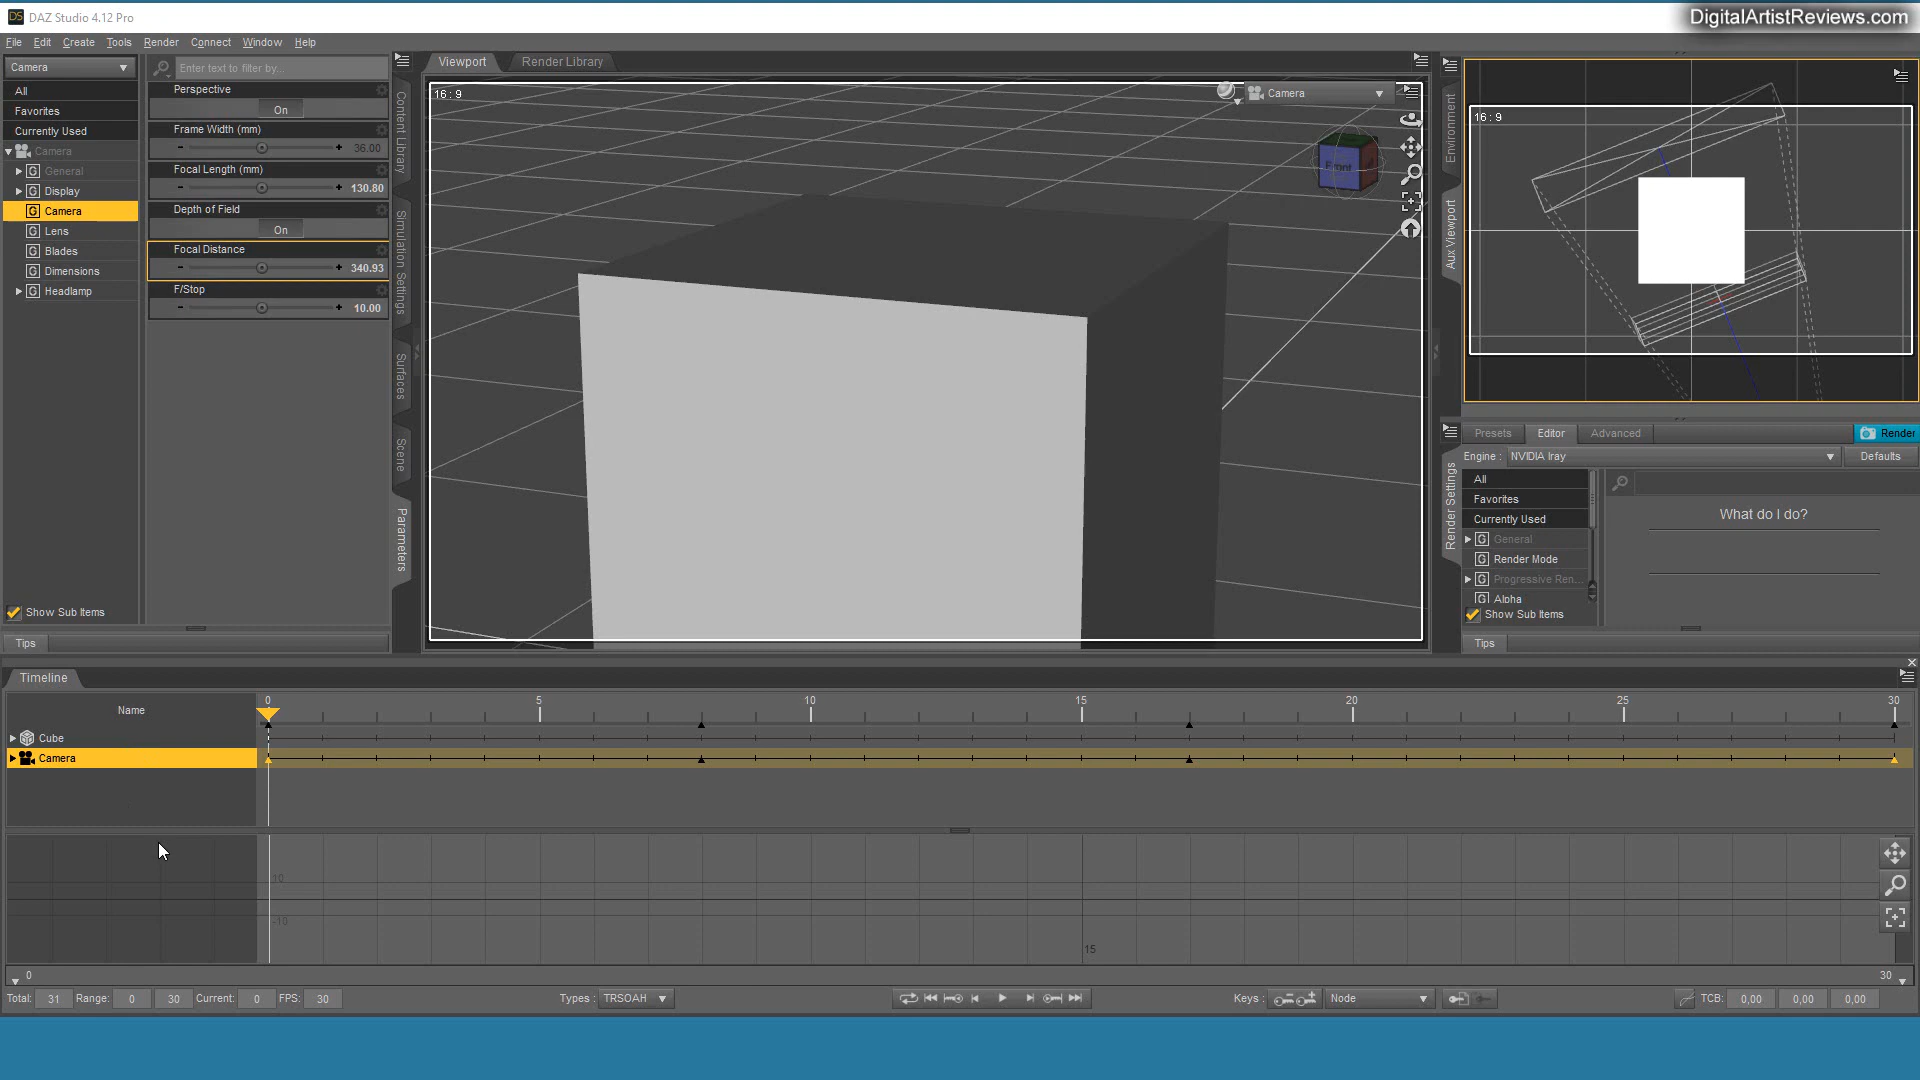 DAZ Studio 4.12 Pro
DigitalArtistReviews.com
File Edit Create Tools Render Connect Window Help
Camera
Enter text to filter by...
All
Favorites
Currently Used
Camera
General
Display
Camera
Lens
Blades
Dimensions
Headlamp
Show Sub Items
Tips
Perspective
On
Frame Width (mm)
36.00
Focal Length (mm)
130.80
Depth of Field
On
Focal Distance
340.93
F/Stop
10.00
Content Library
Simulation Settings
Surfaces
Scene
Parameters
Viewport Render Library
16 : 9
Camera
Front
Environment
Aux Viewport
16 : 9
Render Settings
Presets Editor Advanced Render
Engine : NVIDIA Iray Defaults
All
Favorites
Currently Used
General
Render Mode
Progressive Ren...
Alpha
Show Sub Items
Tips
What do I do?
Timeline
Name
0 5 10 15 20 25 30
Cube
Camera
10
-10
15
0 30
Total: 31 Range: 0 30 Current: 0 FPS: 30 Types : TRSOAH Keys : Node TCB: 0,00 0,00 0,00